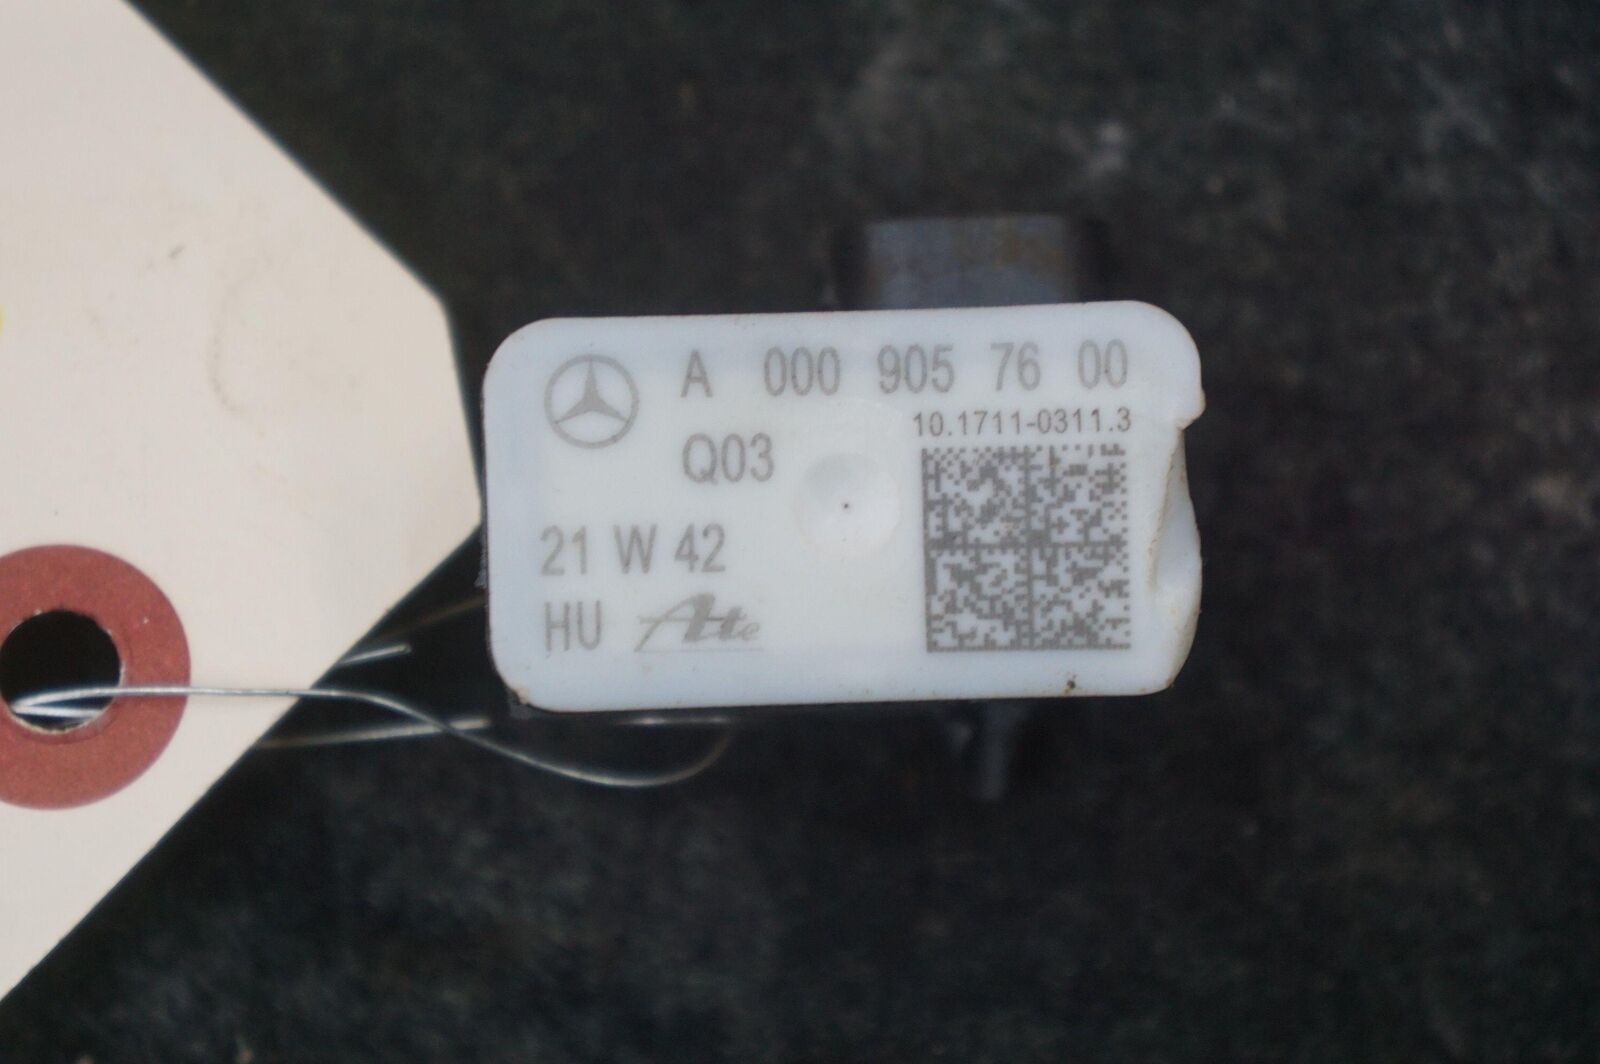 A 000 905 76 00
10.1711-0311.3
Q03
21 W 42
HU Ate